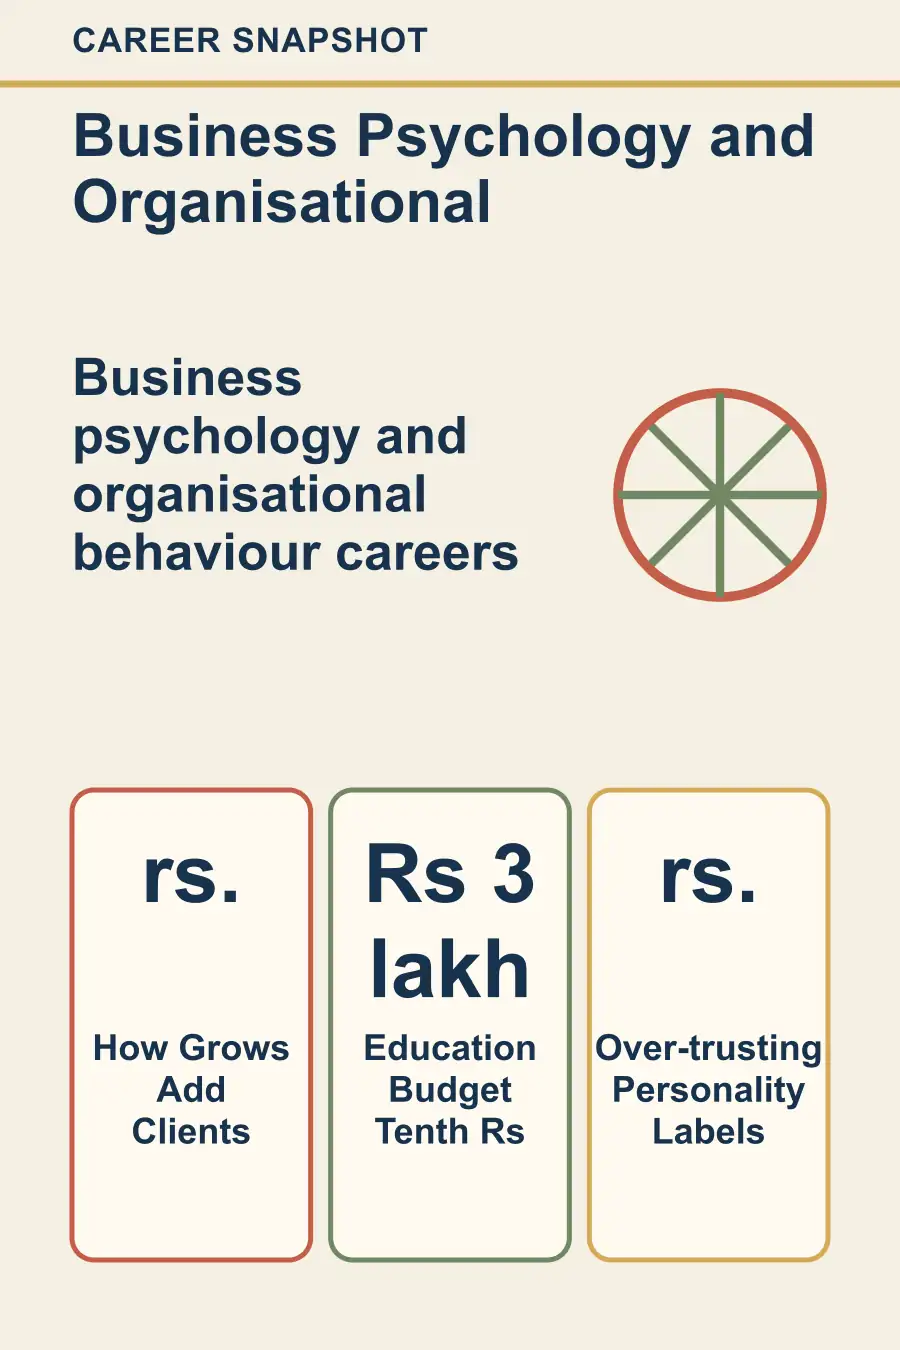 CAREER SNAPSHOT
Business Psychology and
Organisational
Business
psychology and
organisational
behaviour careers
rs.
How Grows
Add
Clients
Rs 3
lakh
Education
Budget
Tenth Rs
rs.
Over-trusting
Personality
Labels